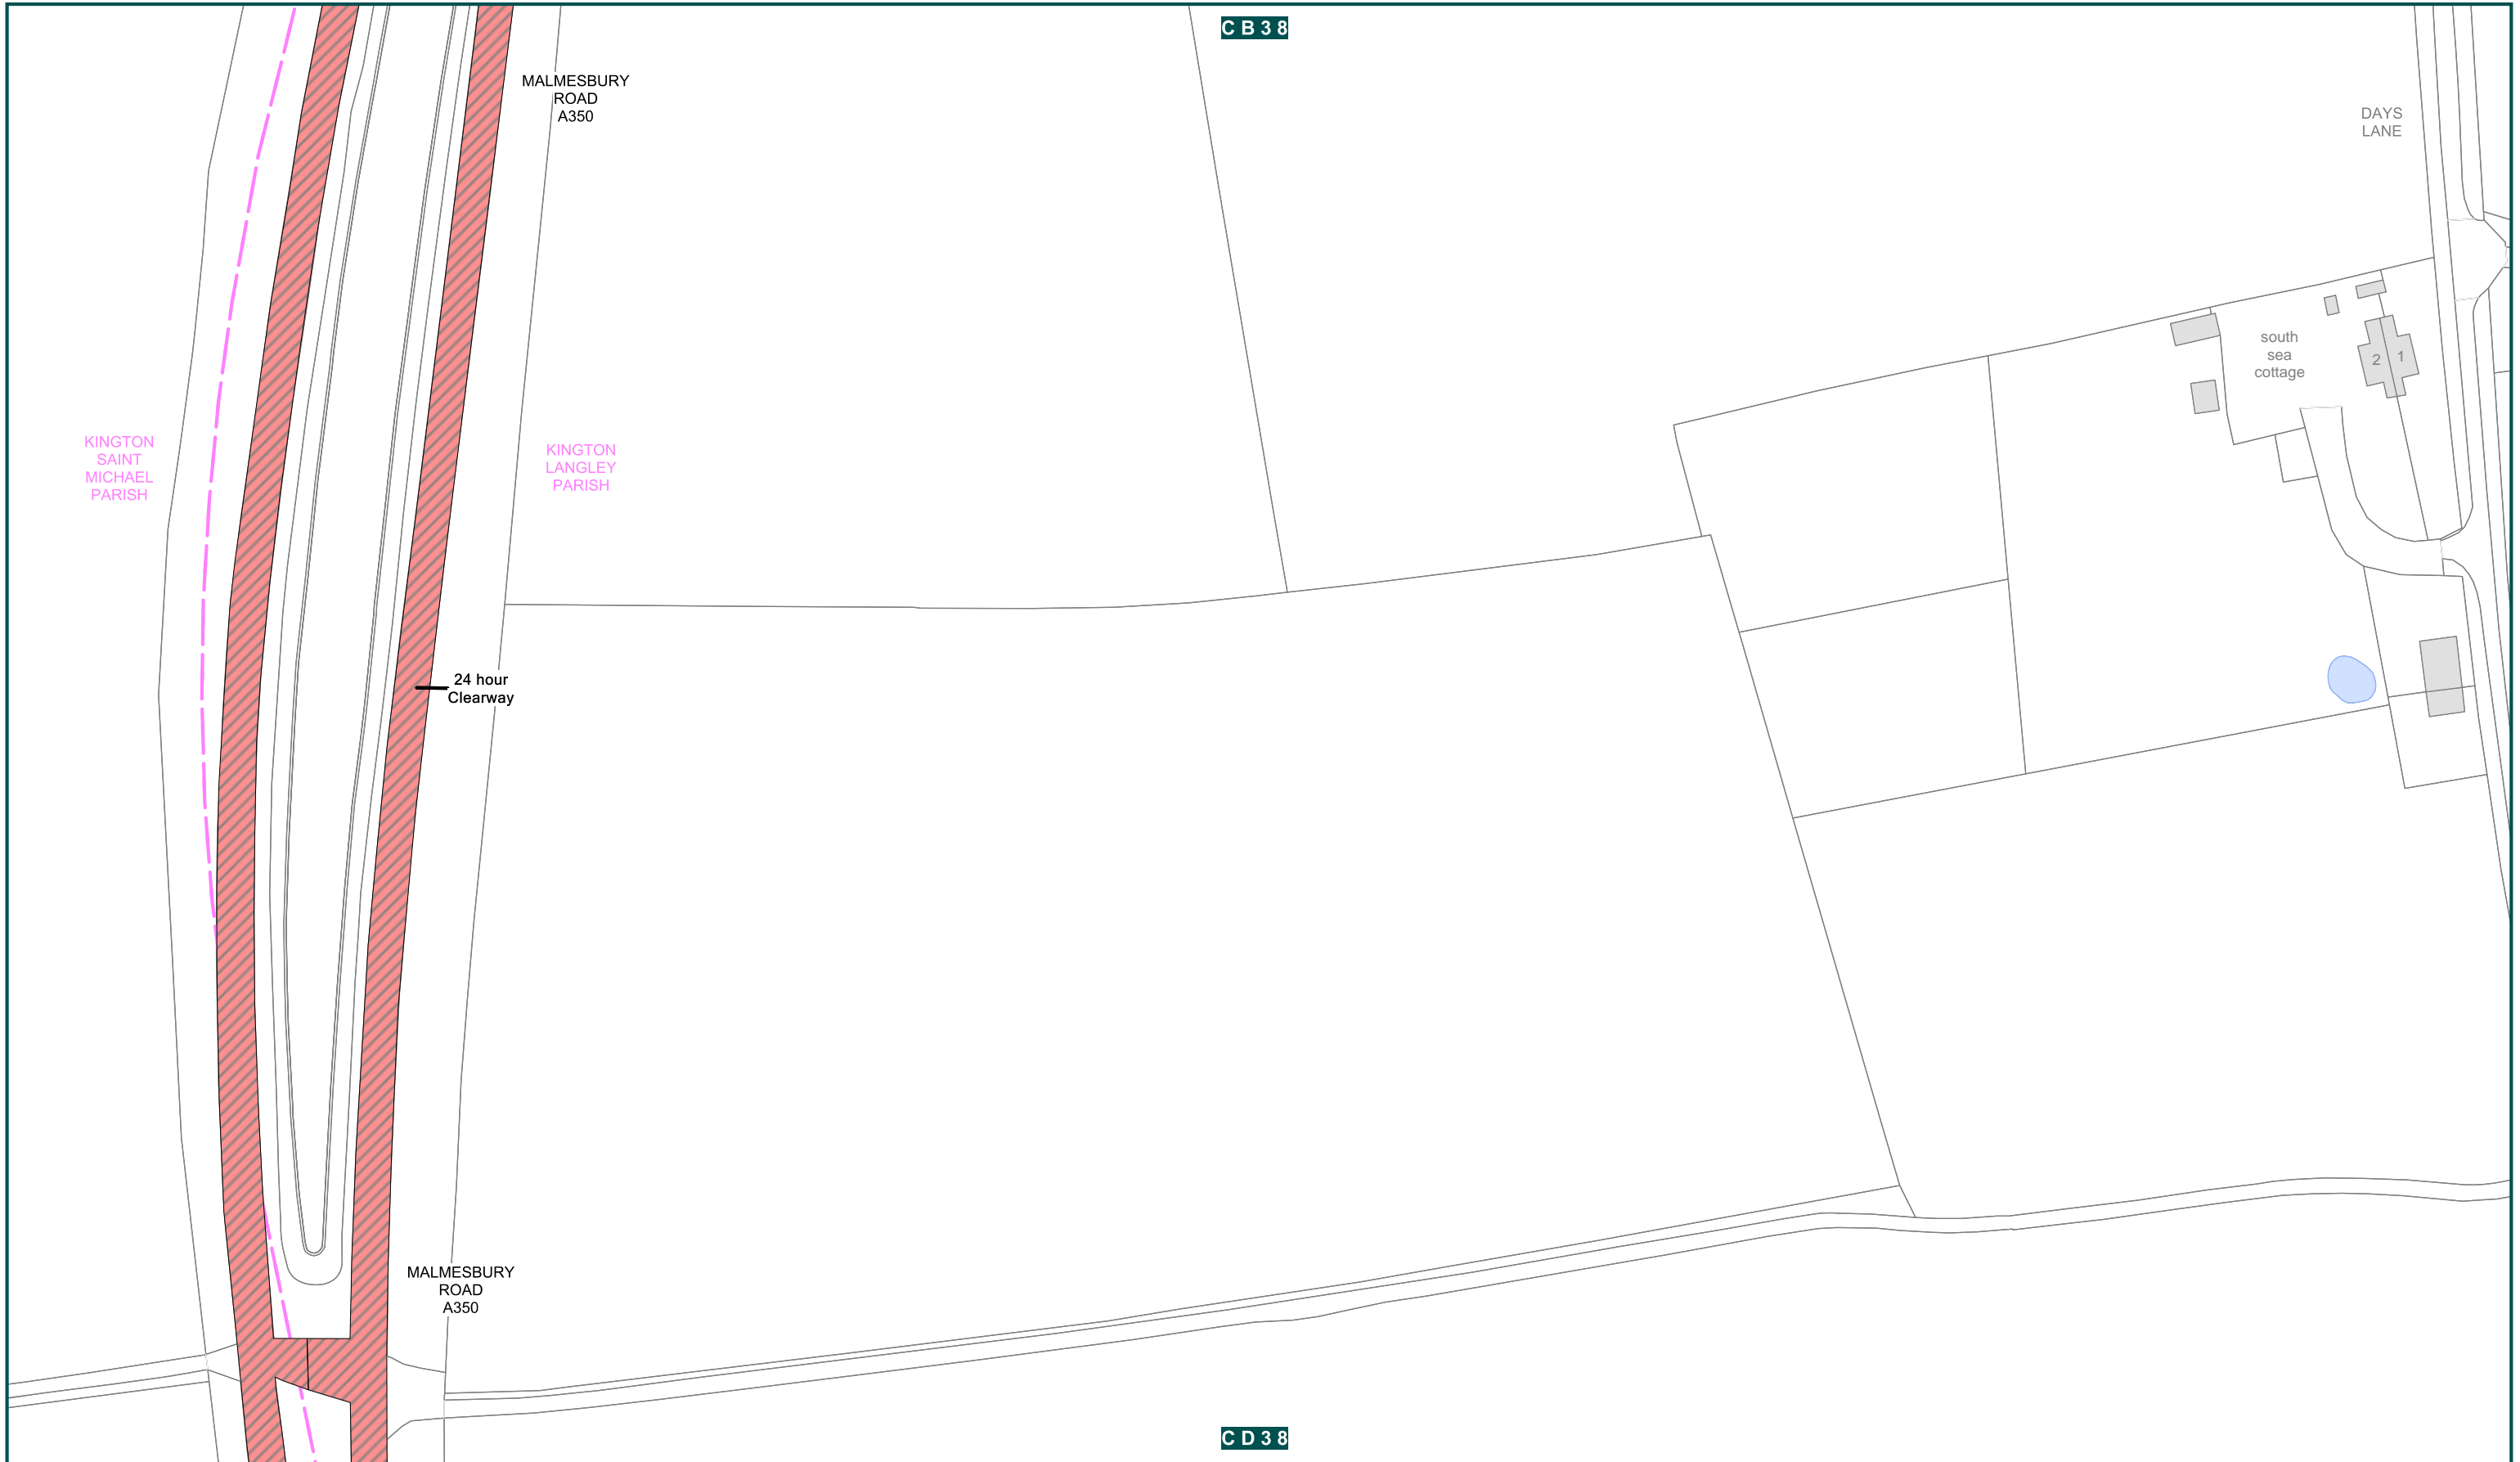 C B 3 8
MALMESBURY
ROAD
A350
DAYS
LANE
south
sea
cottage
2
1
KINGTON
SAINT
MICHAEL
PARISH
KINGTON
LANGLEY
PARISH
24 hour
Clearway
MALMESBURY
ROAD
A350
C D 3 8